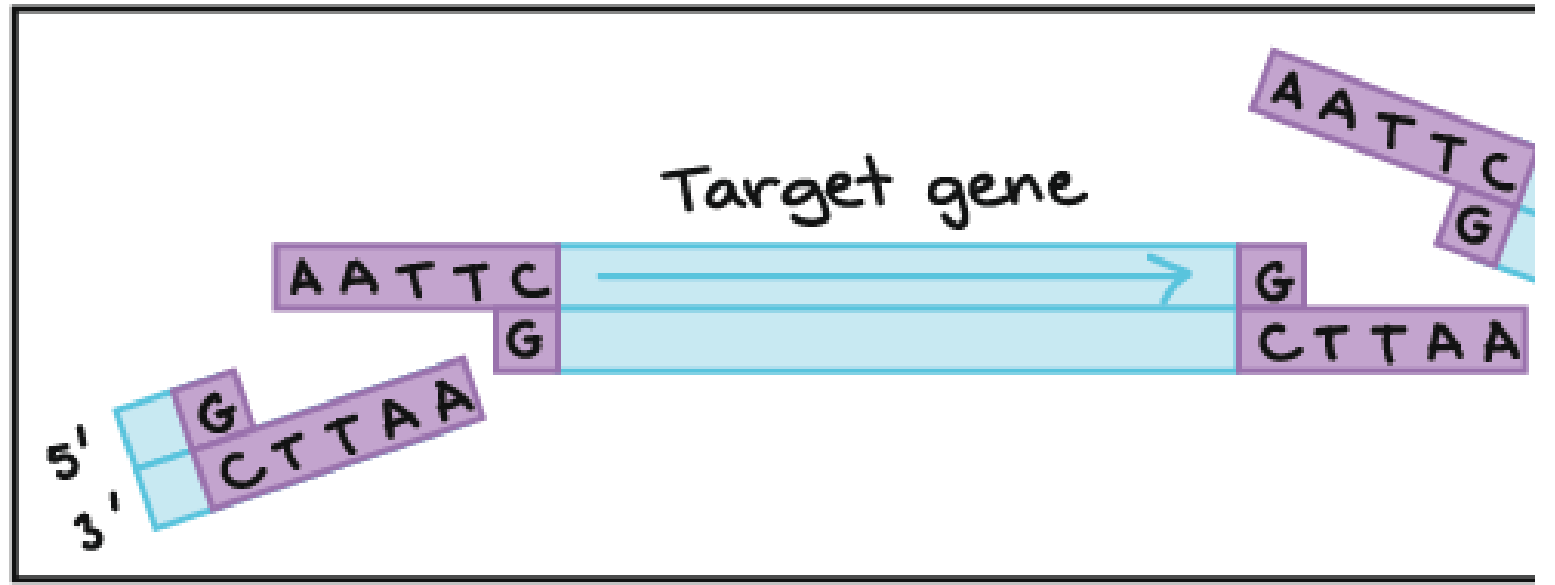 AATTC
G
Target gene
AATTC G
G CTTAA
5' G
3' CTTAA